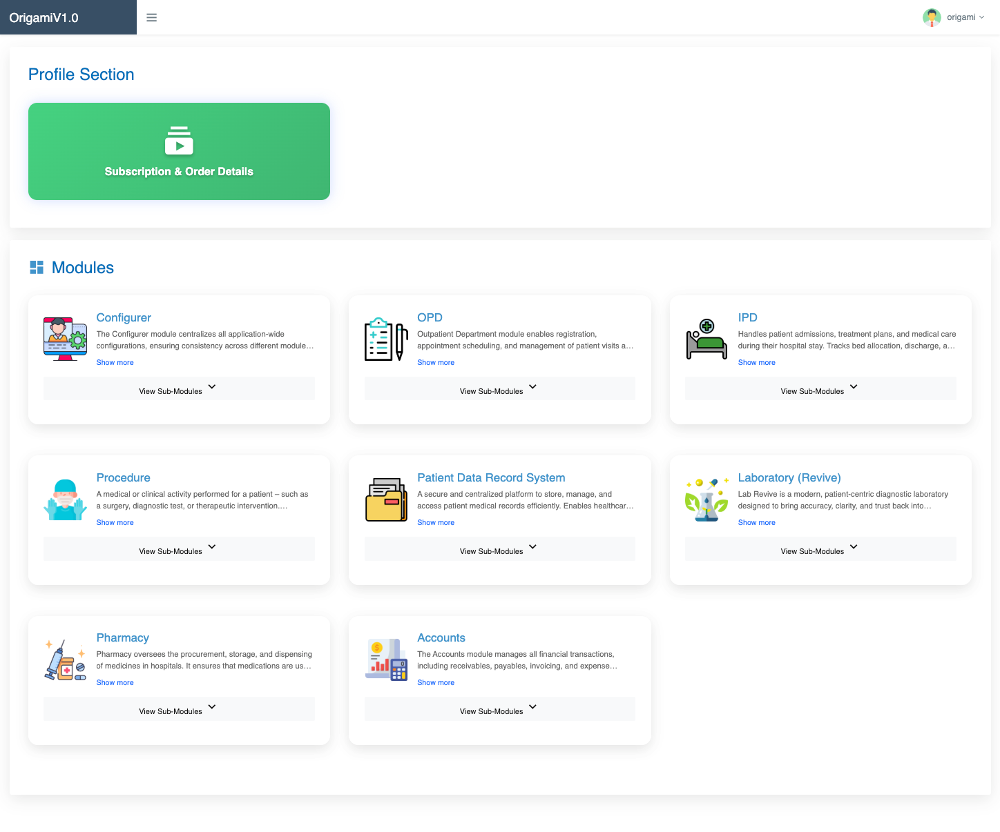 OrigamiV1.0
origami
Profile Section
Subscription & Order Details
Modules
Configurer
The Configurer module centralizes all application-wide
configurations, ensuring consistency across different module…
Show more
View Sub-Modules
OPD
Outpatient Department module enables registration,
appointment scheduling, and management of patient visits a…
Show more
View Sub-Modules
IPD
Handles patient admissions, treatment plans, and medical care
during their hospital stay. Tracks bed allocation, discharge, a…
Show more
View Sub-Modules
Procedure
A medical or clinical activity performed for a patient – such as
a surgery, diagnostic test, or therapeutic intervention.…
Show more
View Sub-Modules
Patient Data Record System
A secure and centralized platform to store, manage, and
access patient medical records efficiently. Enables healthcar…
Show more
View Sub-Modules
Laboratory (Revive)
Lab Revive is a modern, patient-centric diagnostic laboratory
designed to bring accuracy, clarity, and trust back into…
Show more
View Sub-Modules
Pharmacy
Pharmacy oversees the procurement, storage, and dispensing
of medicines in hospitals. It ensures that medications are us…
Show more
View Sub-Modules
Accounts
The Accounts module manages all financial transactions,
including receivables, payables, invoicing, and expense…
Show more
View Sub-Modules